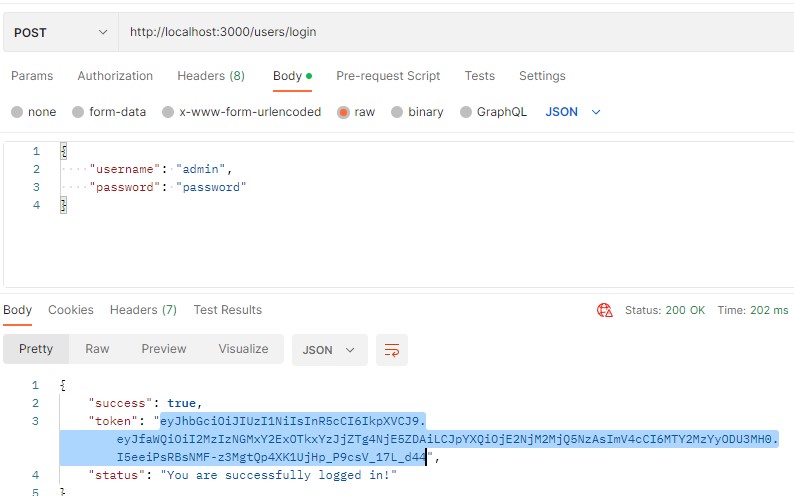 POST http://localhost:3000/users/login
Params Authorization Headers (8) Body Pre-request Script Tests Settings
none form-data x-www-form-urlencoded raw binary GraphQL JSON
1 {
2 "username": "admin",
3 "password": "password"
4 }
Body Cookies Headers (7) Test Results Status: 200 OK Time: 202 ms
Pretty Raw Preview Visualize JSON
1 {
2 "success": true,
3 "token": "eyJhbGciOiJIUzI1NiIsInR5cCI6IkpXVCJ9.
eyJfaWQiOiI2MzIzNGMxY2ExOTkxYzJjZTg4NjE5ZDAiLCJpYXQiOjE2NjM2MjQ5NzAsImV4cCI6MTY2MzYyODU3MH0.
I5eeiPsRBsNMF-z3MgtQp4XK1UjHp_P9csV_17L_d44",
4 "status": "You are successfully logged in!"
5 }